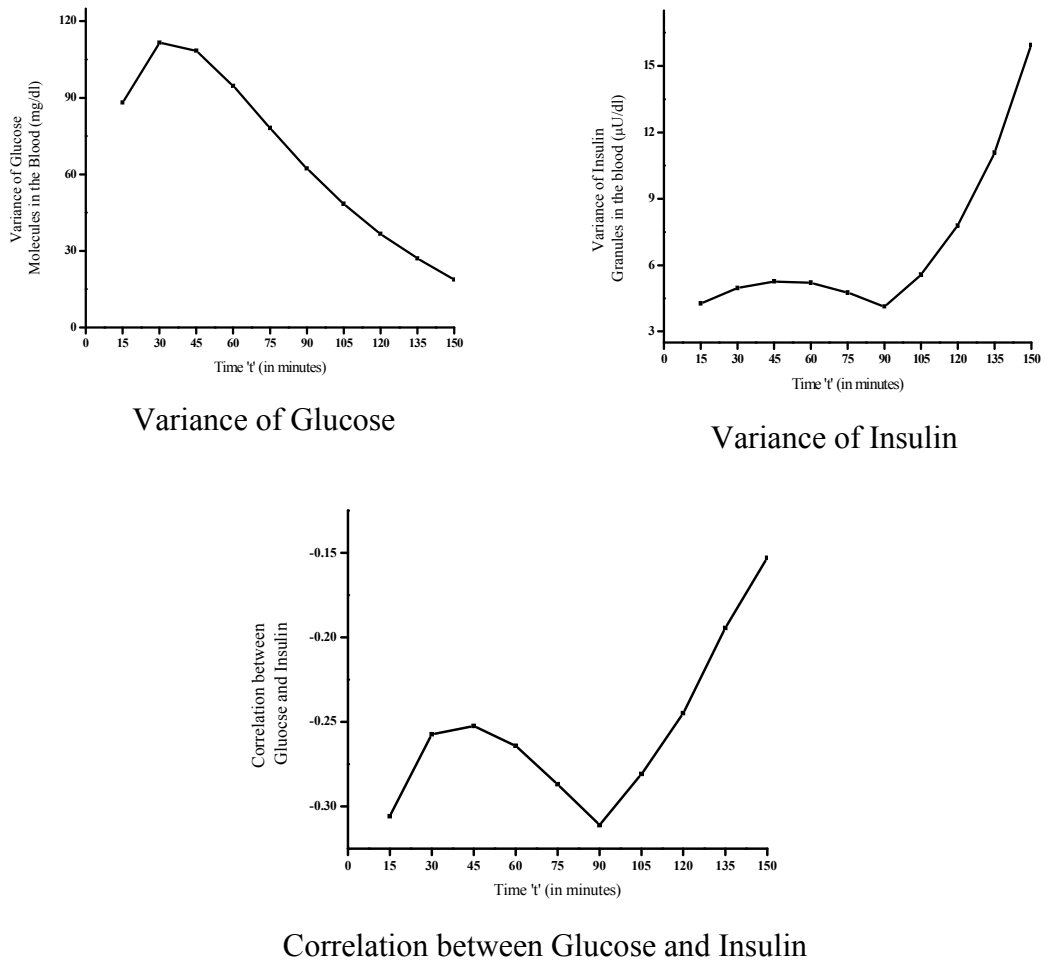 Variance of Glucose
Molecules in the Blood (mg/dl)
120
90
60
30
0
0 15 30 45 60 75 90 105 120 135 150
Time 't' (in minutes)
Variance of Glucose
Variance of Insulin
Granules in the blood (µU/dl)
15
12
9
6
3
0 15 30 45 60 75 90 105 120 135 150
Time 't' (in minutes)
Variance of Insulin
Correlation between
Gluocse and Insulin
-0.15
-0.20
-0.25
-0.30
0 15 30 45 60 75 90 105 120 135 150
Time 't' (in minutes)
Correlation between Glucose and Insulin